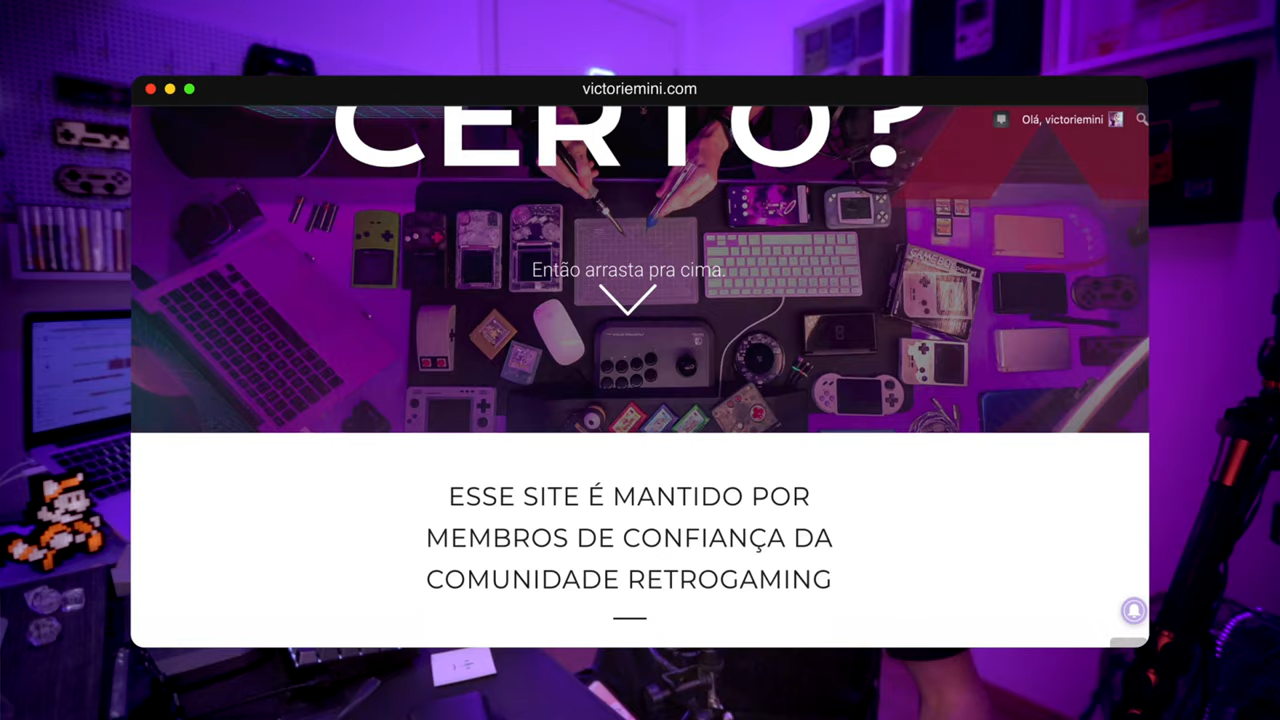 victoriemini.com
CERTO?
Olá, victoriemini
Então arrasta pra cima.
ESSE SITE É MANTIDO POR
MEMBROS DE CONFIANÇA DA
COMUNIDADE RETROGAMING